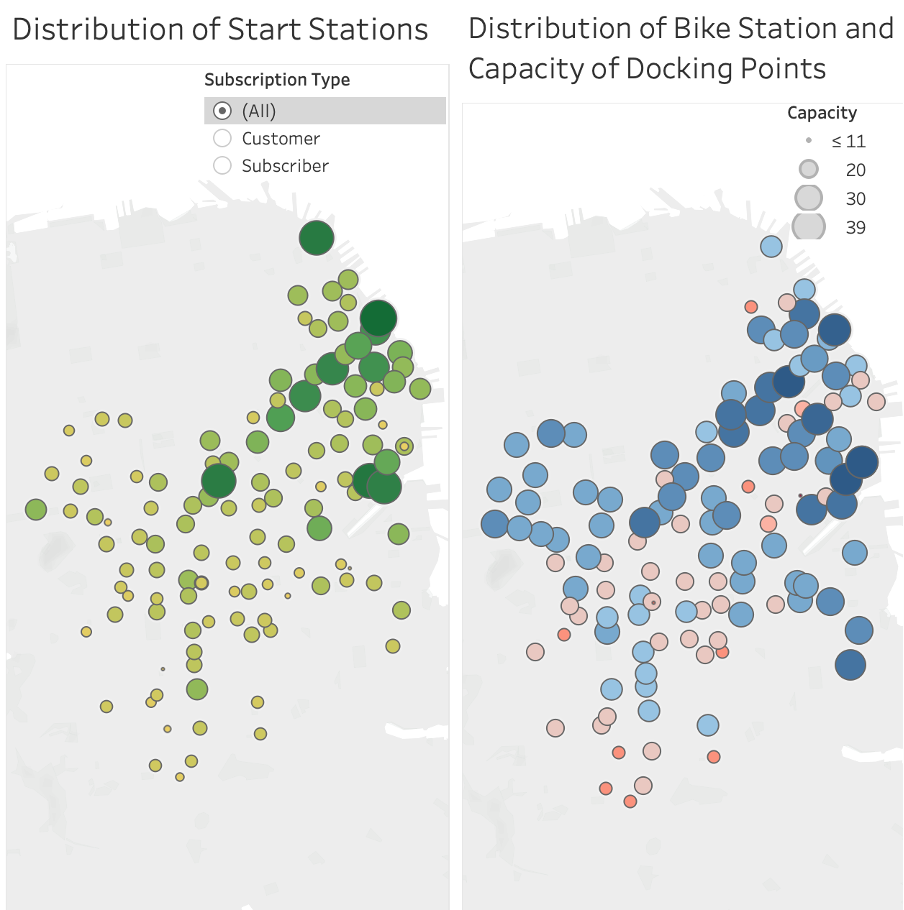 Distribution of Start Stations
Subscription Type
(All)
Customer
Subscriber
Distribution of Bike Station and
Capacity of Docking Points
Capacity
≤ 11
20
30
39